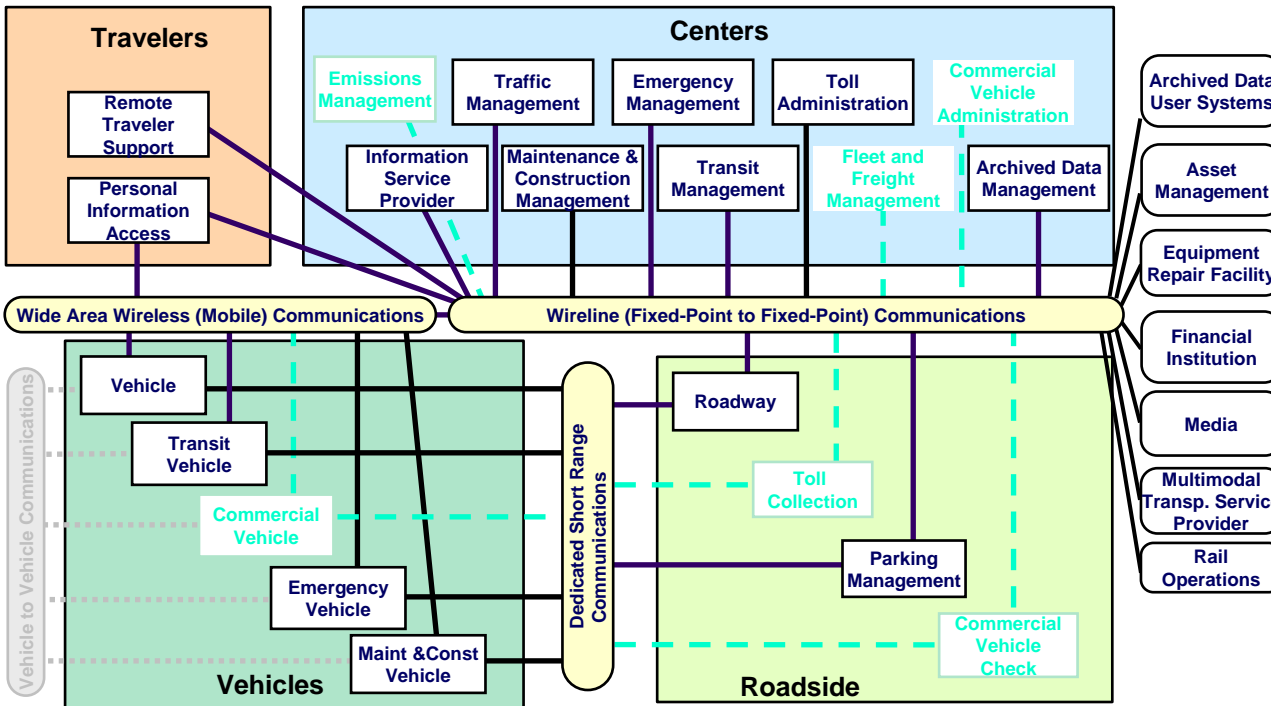 Travelers
Remote
Traveler
Support
Personal
Information
Access
Centers
Emissions
Management
Traffic
Management
Emergency
Management
Toll
Administration
Commercial
Vehicle
Administration
Information
Service
Provider
Maintenance &
Construction
Management
Transit
Management
Fleet and
Freight
Management
Archived Data
Management
Archived Data
User Systems
Asset
Management
Equipment
Repair Facility
Financial
Institution
Media
Multimodal
Transp. Service
Provider
Rail
Operations
Wide Area Wireless (Mobile) Communications
Wireline (Fixed-Point to Fixed-Point) Communications
Vehicle to Vehicle Communications
Vehicle
Transit
Vehicle
Commercial
Vehicle
Emergency
Vehicle
Maint &Const
Vehicle
Vehicles
Dedicated Short Range
Communications
Roadway
Toll
Collection
Parking
Management
Commercial
Vehicle
Check
Roadside